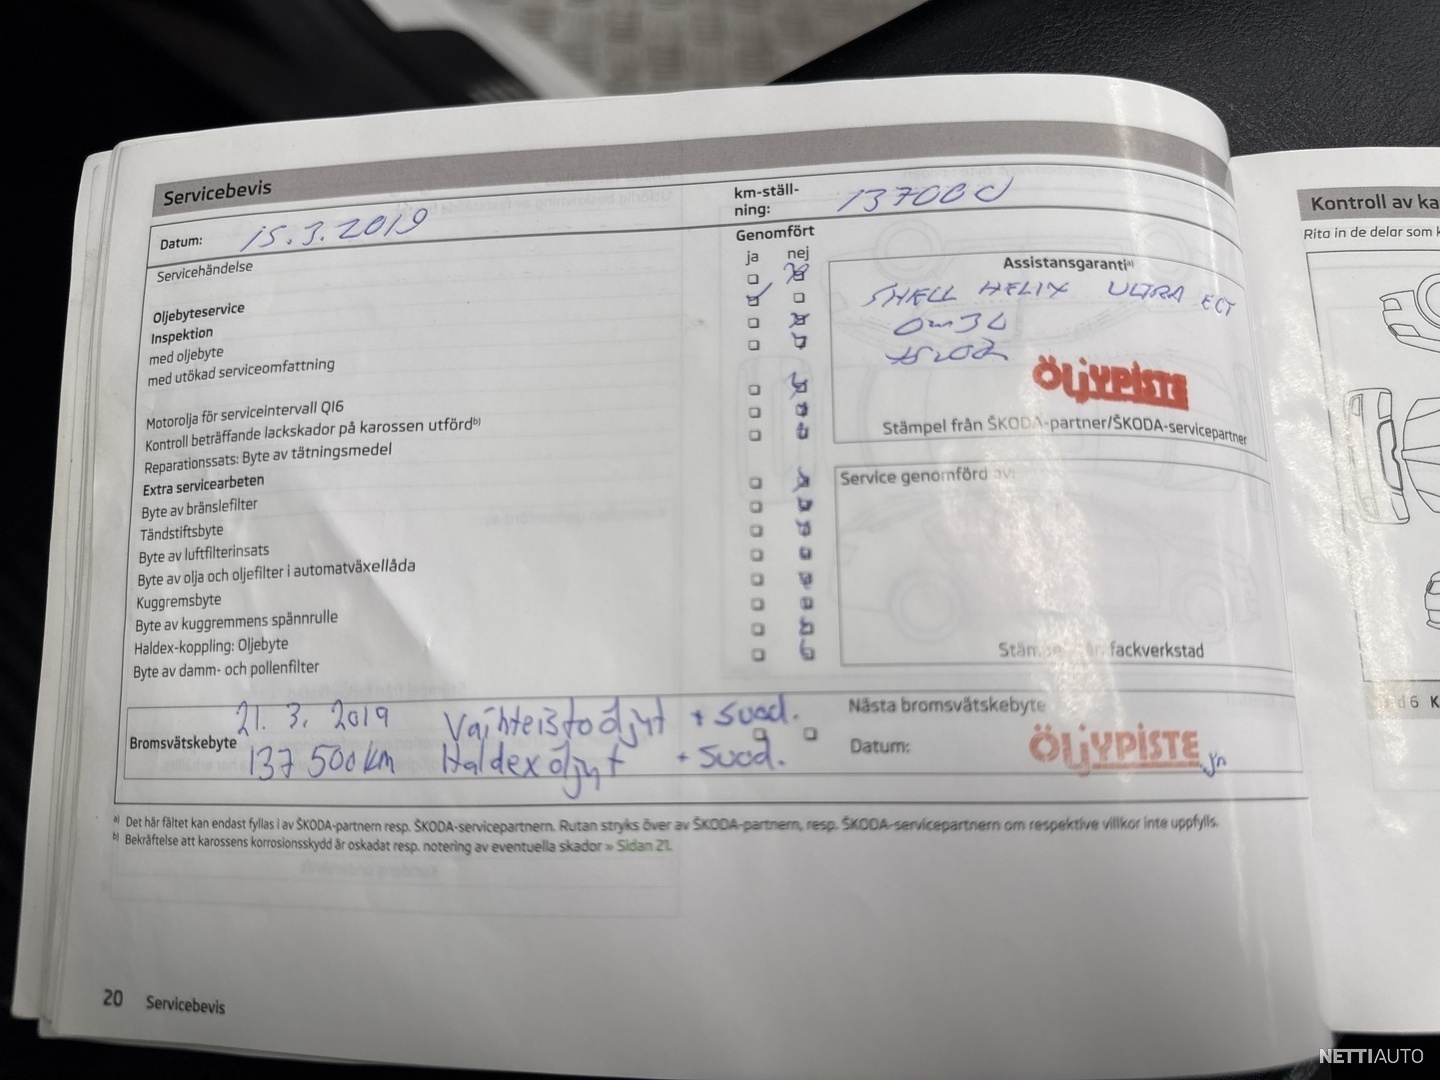 Servicebevis
Datum: 15.3.2019
km-ställ-
ning: 137080
Servicehändelse
Genomfört
ja nej
Oljebyteservice
Inspektion
med oljebyte
med utökad serviceomfattning
Motorolja för serviceintervall QI6
Kontroll beträffande lackskador på karossen utförd b)
Reparationssats: Byte av tätningsmedel
Extra servicearbeten
Byte av bränslefilter
Tändstiftsbyte
Byte av luftfilterinsats
Byte av olja och oljefilter i automatväxellåda
Kuggremsbyte
Byte av kuggremmens spännrulle
Haldex-koppling: Oljebyte
Byte av damm- och pollenfilter
Assistansgaranti a)
SHELL HELIX ULTRA ECT
0W30
ÖLJYPISTE
Stämpel från ŠKODA-partner/ŠKODA-servicepartner
Service genomförd av:
fackverkstad
21. 3. 2019 Vaihteistoöljyt + suod.
Bromsvätskebyte
137 500 km Haldexöljyt + suod.
Nästa bromsvätskebyte
Datum:
ÖLJYPISTE
a) Det här fältet kan endast fyllas i av ŠKODA-partnern resp. ŠKODA-servicepartnern. Rutan stryks över av ŠKODA-partnern, resp. ŠKODA-servicepartnern om respektive villkor inte uppfylls.
b) Bekräftelse att karossens korrosionsskydd är oskadat resp. notering av eventuella skador » Sidan 21.
20 Servicebevis
Kontroll av ka
Rita in de delar som k
NETTIAUTO